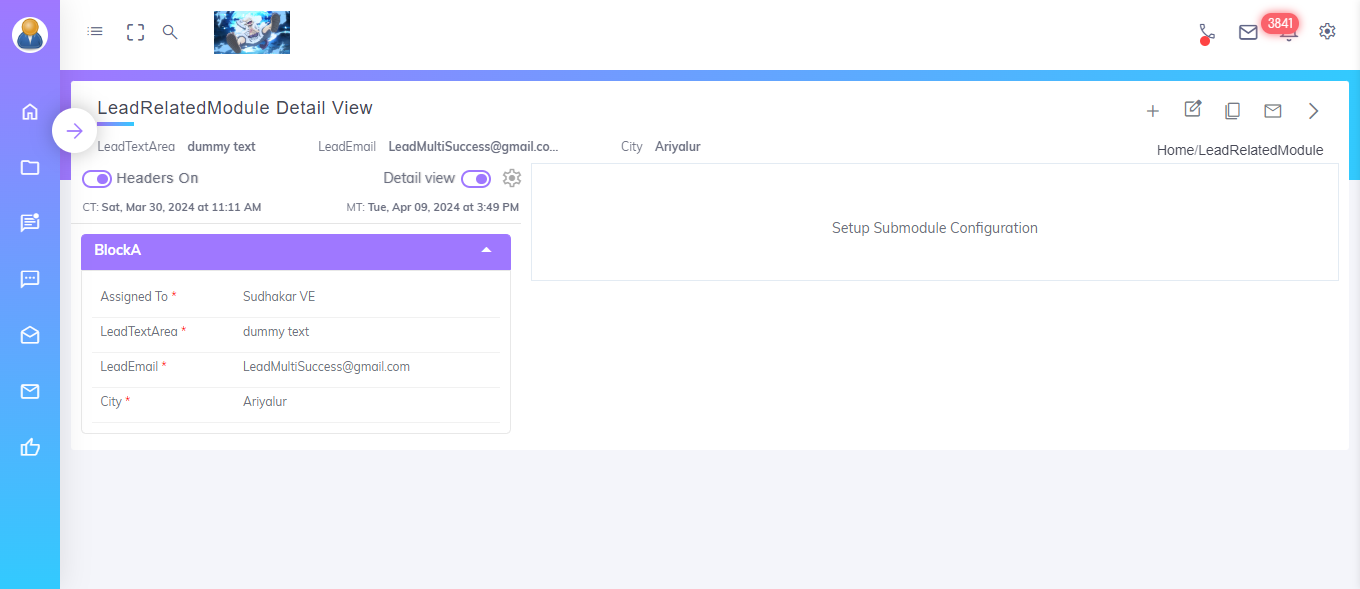 3841
LeadRelatedModule Detail View
LeadTextArea dummy text LeadEmail LeadMultiSuccess@gmail.co... City Ariyalur
Home/LeadRelatedModule
Headers On Detail view
CT: Sat, Mar 30, 2024 at 11:11 AM MT: Tue, Apr 09, 2024 at 3:49 PM
Setup Submodule Configuration
BlockA
Assigned To * Sudhakar VE
LeadTextArea * dummy text
LeadEmail * LeadMultiSuccess@gmail.com
City * Ariyalur